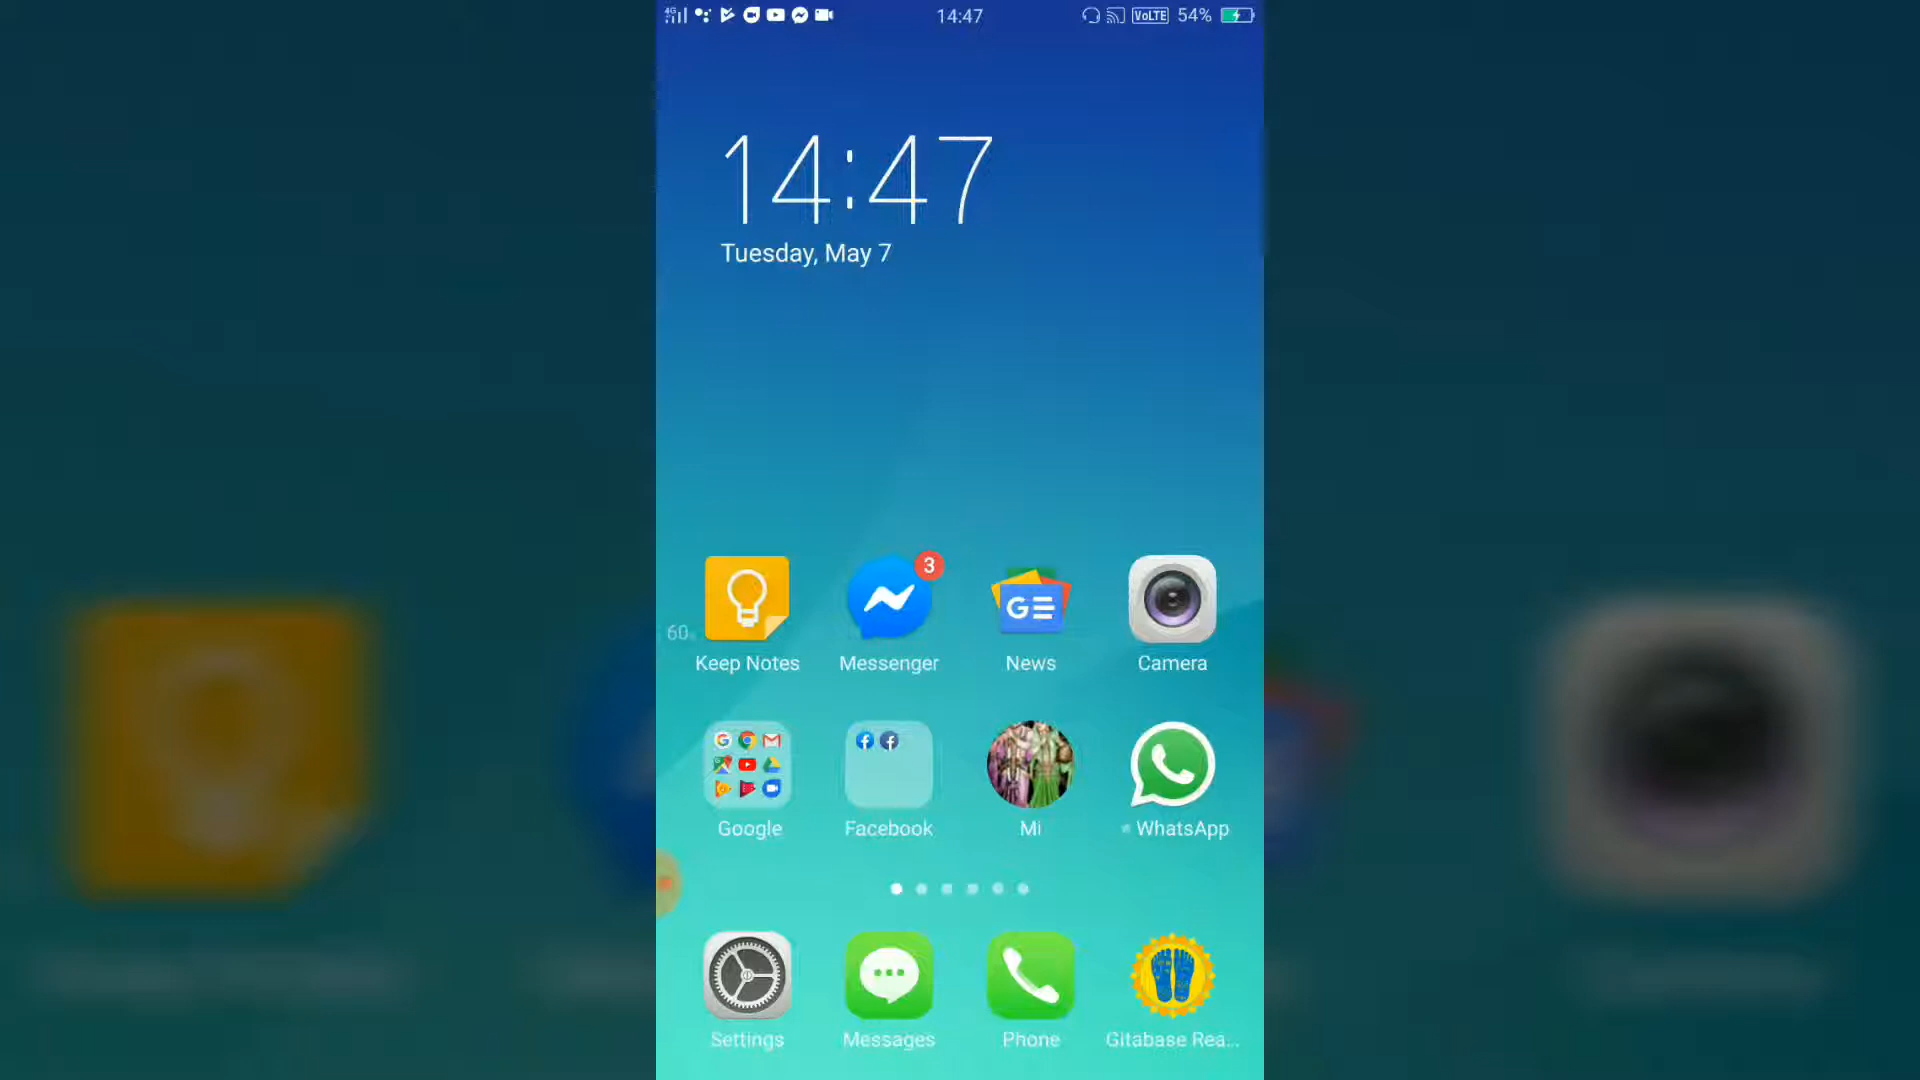 4G 14:47 VoLTE 54%
14:47
Tuesday, May 7
3
60
Keep Notes Messenger News Camera
Google Facebook Mi WhatsApp
Settings Messages Phone Gitabase Rea...